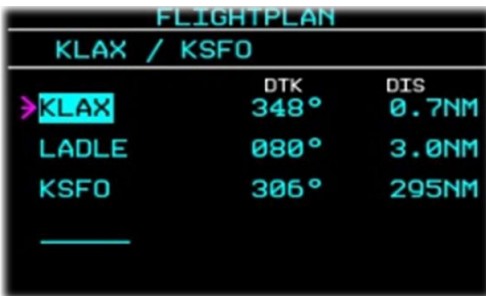 FLIGHTPLAN
KLAX / KSFO
DTK DIS
KLAX 348° 0.7NM
LADLE 080° 3.0NM
KSFO 306° 295NM